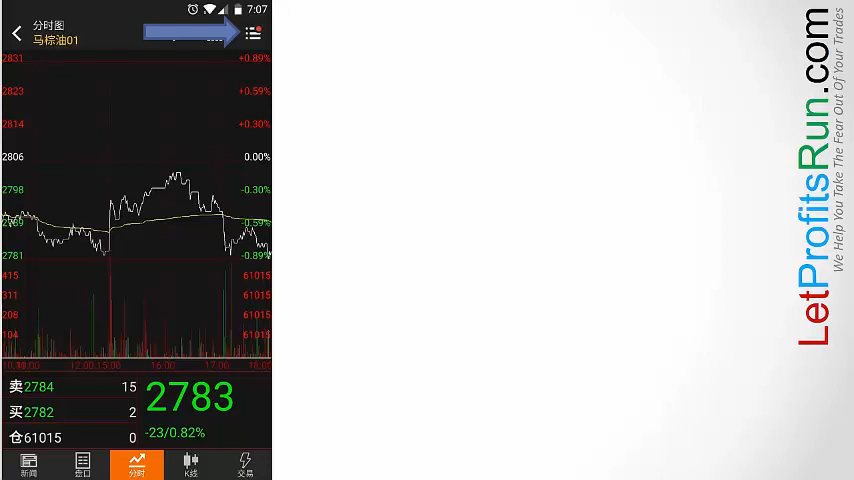 7:07
分时图
马棕油01
2831
+0.89%
2823
+0.59%
2814
+0.30%
2806
0.00%
2798
-0.30%
2789
-0.59%
2781
-0.89%
415
61015
311
61015
208
61015
104
61015
12:00
15:00
16:00
17:00
18:00
卖2784
15
2783
买2782
2
-23/0.82%
仓61015
0
新闻
盘口
分时
K线
交易
LetProfitsRun.com
We Help You Take The Fear Out Of Your Trades